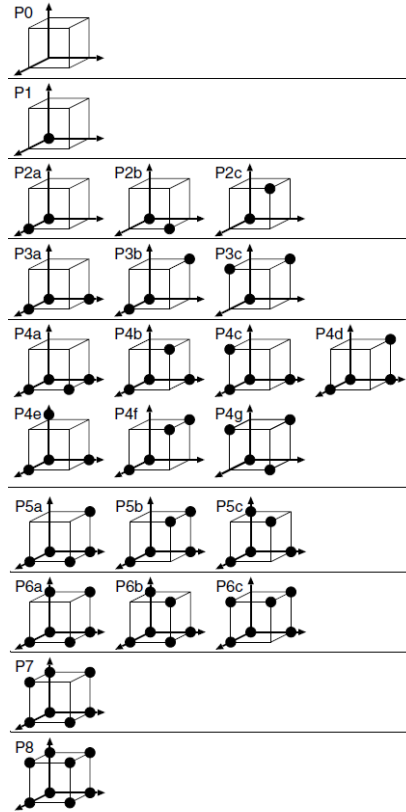 P0
P1
P2a P2b P2c
P3a P3b P3c
P4a P4b P4c P4d
P4e P4f P4g
P5a P5b P5c
P6a P6b P6c
P7
P8